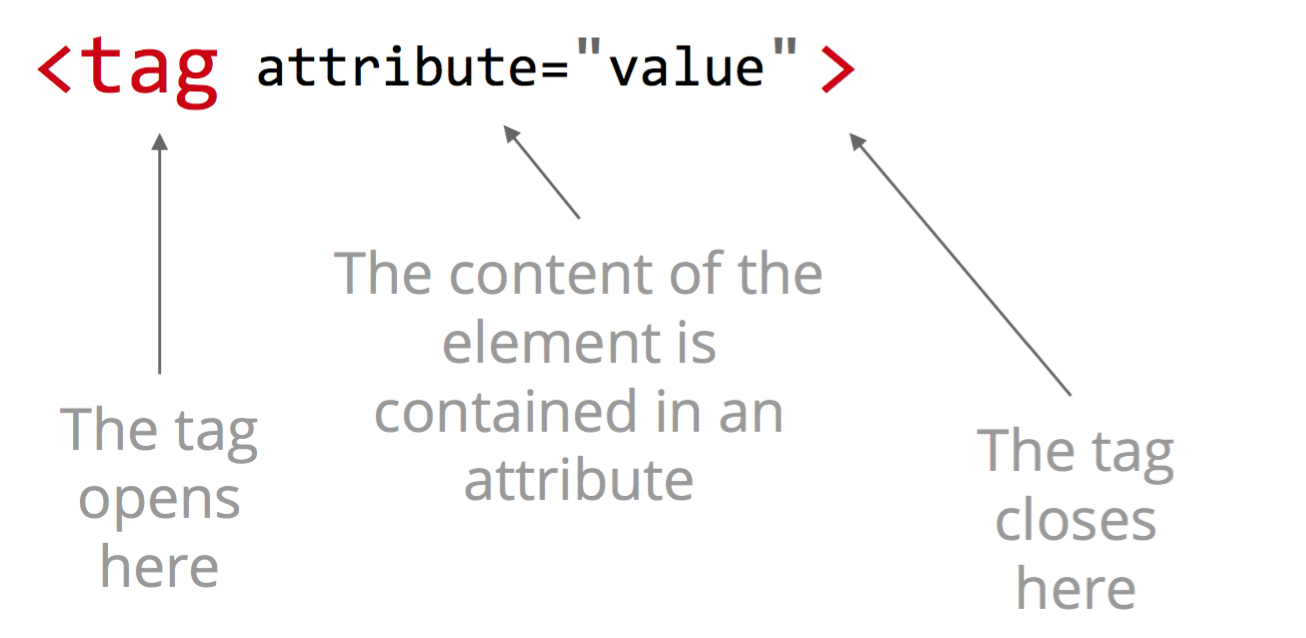 <tag attribute="value">
The content of the
element is
contained in an
attribute
The tag
opens
here
The tag
closes
here